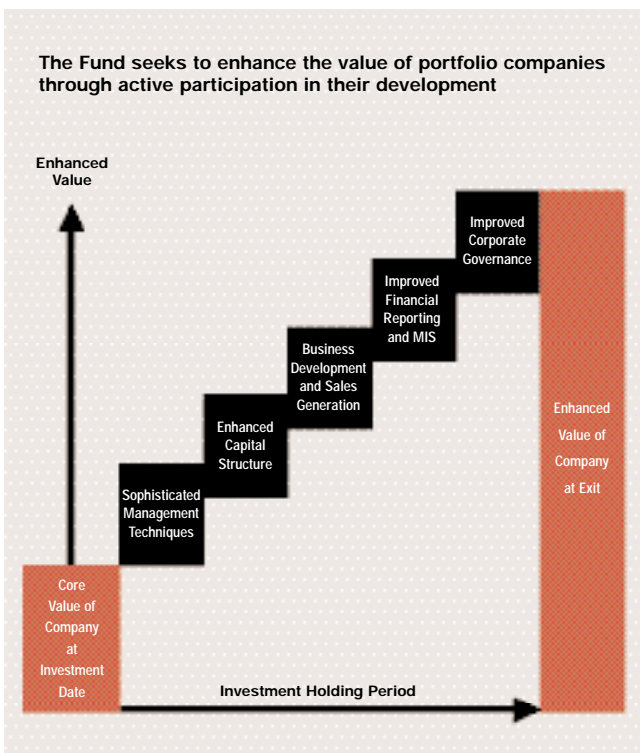 The Fund seeks to enhance the value of portfolio companies
through active participation in their development
Enhanced
Value
Improved
Corporate
Governance
Improved
Financial
Reporting
and MIS
Business
Development
and Sales
Generation
Enhanced
Capital
Structure
Sophisticated
Management
Techniques
Core
Value of
Company
at
Investment
Date
Enhanced
Value of
Company
at Exit
Investment Holding Period